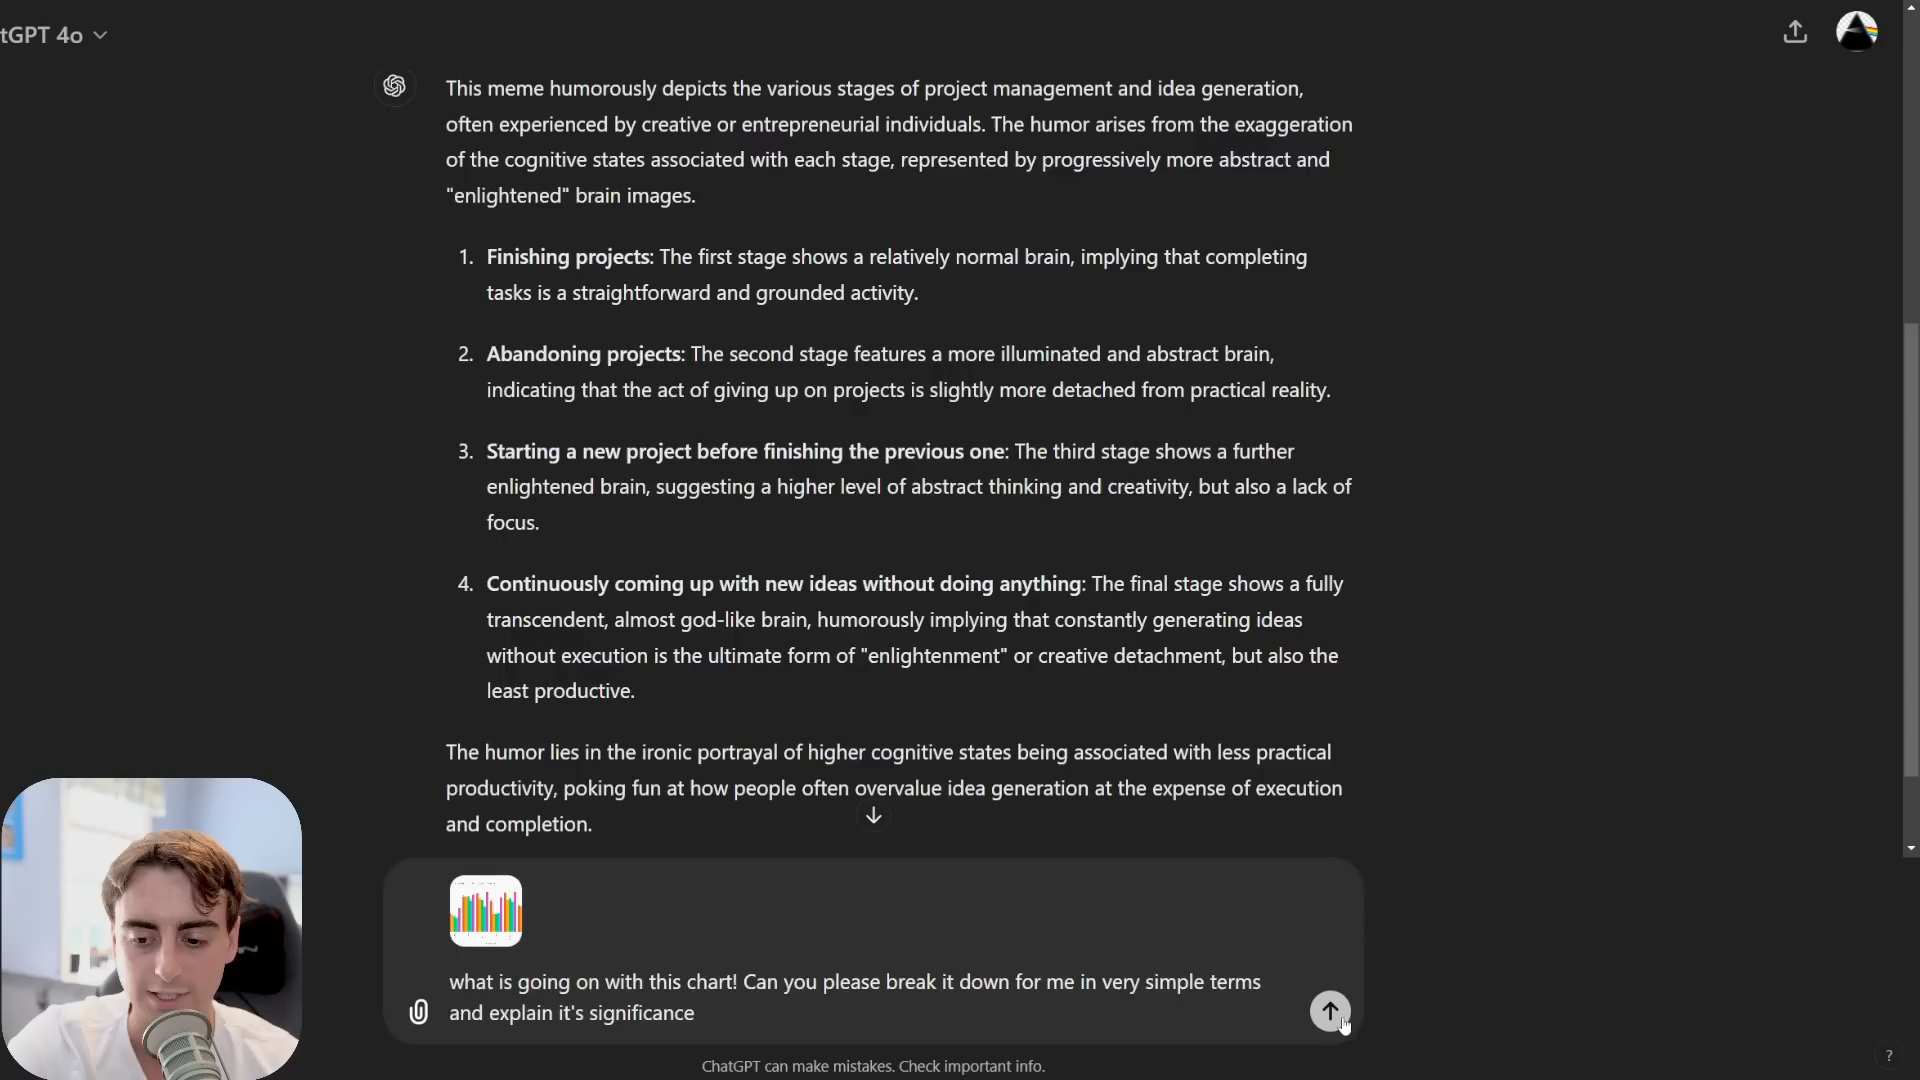 tGPT 4o
This meme humorously depicts the various stages of project management and idea generation,
often experienced by creative or entrepreneurial individuals. The humor arises from the exaggeration
of the cognitive states associated with each stage, represented by progressively more abstract and
"enlightened" brain images.
1. Finishing projects: The first stage shows a relatively normal brain, implying that completing
tasks is a straightforward and grounded activity.
2. Abandoning projects: The second stage features a more illuminated and abstract brain,
indicating that the act of giving up on projects is slightly more detached from practical reality.
3. Starting a new project before finishing the previous one: The third stage shows a further
enlightened brain, suggesting a higher level of abstract thinking and creativity, but also a lack of
focus.
4. Continuously coming up with new ideas without doing anything: The final stage shows a fully
transcendent, almost god-like brain, humorously implying that constantly generating ideas
without execution is the ultimate form of "enlightenment" or creative detachment, but also the
least productive.
The humor lies in the ironic portrayal of higher cognitive states being associated with less practical
productivity, poking fun at how people often overvalue idea generation at the expense of execution
and completion.
what is going on with this chart! Can you please break it down for me in very simple terms
and explain it's significance
ChatGPT can make mistakes. Check important info.
?